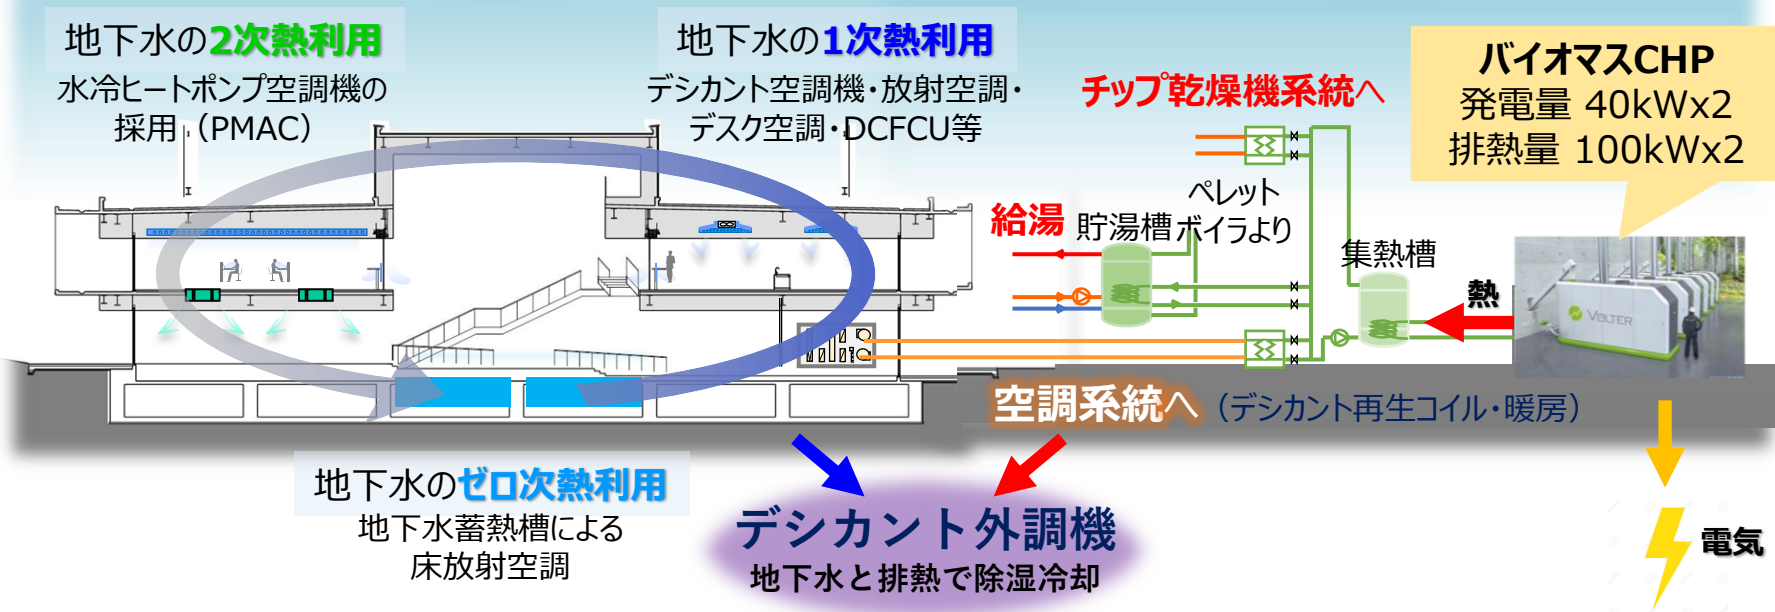 地下水の2次熱利用
水冷ヒートポンプ空調機の
採用（PMAC）
地下水の1次熱利用
デシカント空調機・放射空調・
デスク空調・DCFCU等
チップ乾燥機系統へ
バイオマスCHP
発電量 40kWx2
排熱量 100kWx2
給湯
貯湯槽
ペレット
ボイラより
集熱槽
熱
VOLTER
空調系統へ（デシカント再生コイル・暖房）
地下水のゼロ次熱利用
地下水蓄熱槽による
床放射空調
デシカント外調機
地下水と排熱で除湿冷却
電気